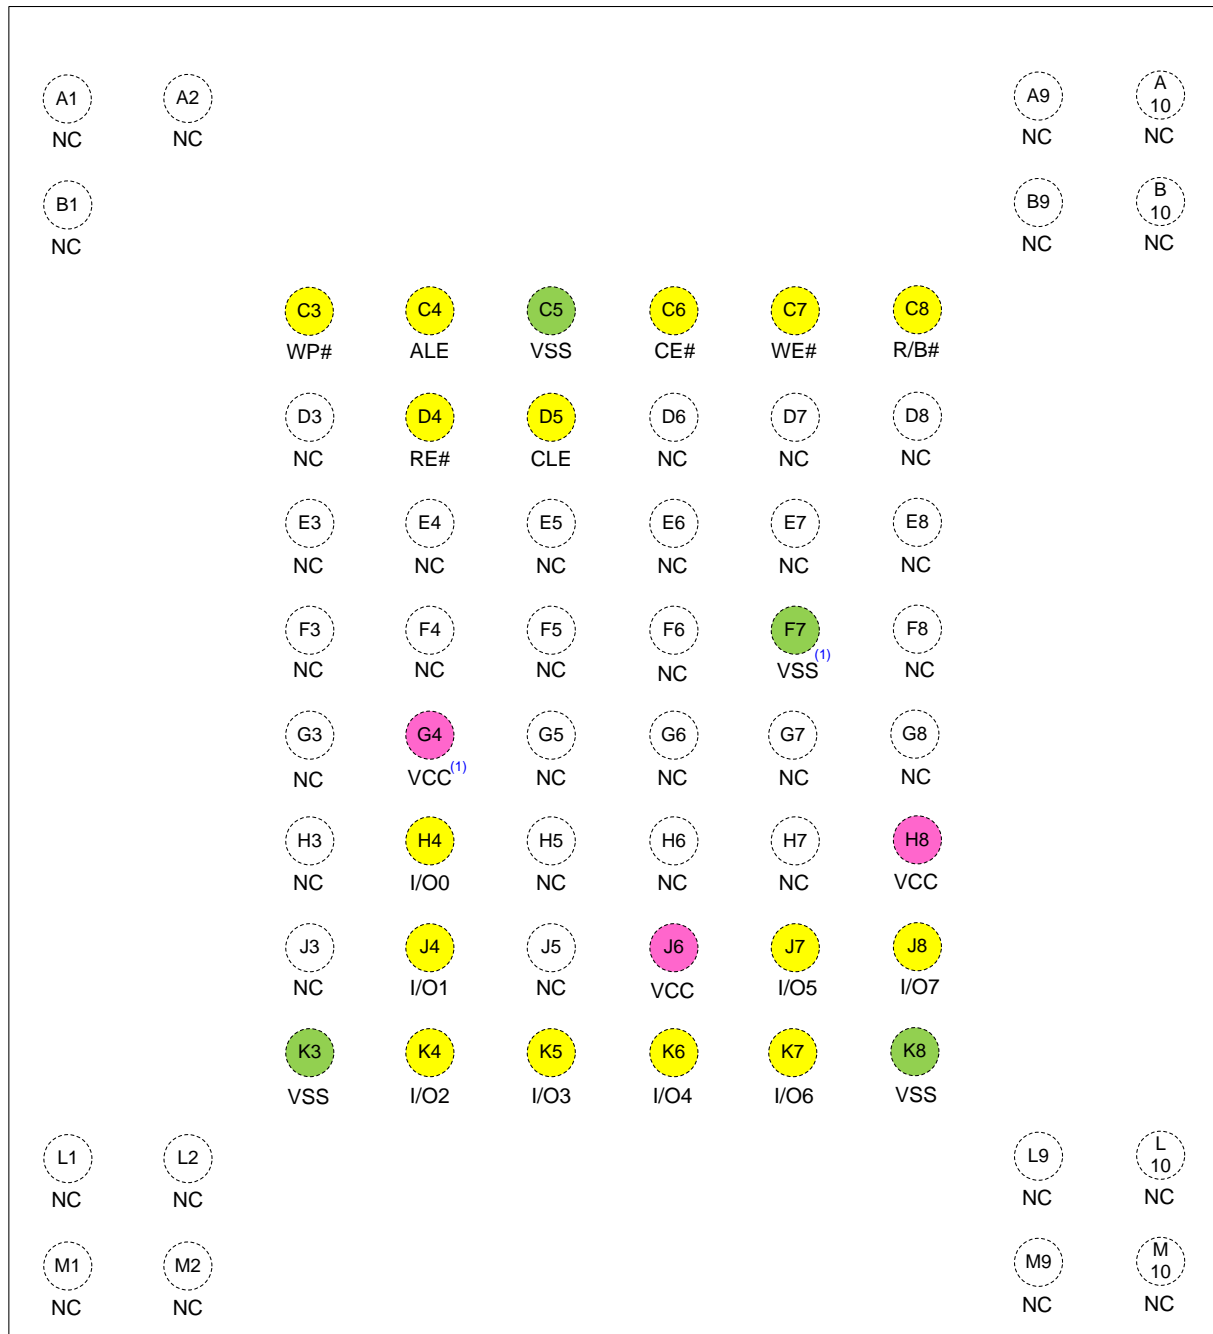 A1 A2 A9 A
10
NC NC NC NC
B1 B9 B
10
NC NC NC
C3 C4 C5 C6 C7 C8
WP# ALE VSS CE# WE# R/B#
D3 D4 D5 D6 D7 D8
NC RE# CLE NC NC NC
E3 E4 E5 E6 E7 E8
NC NC NC NC NC NC
F3 F4 F5 F6 F7 F8
NC NC NC NC VSS(1) NC
G3 G4 G5 G6 G7 G8
NC VCC(1) NC NC NC NC
H3 H4 H5 H6 H7 H8
NC I/O0 NC NC NC VCC
J3 J4 J5 J6 J7 J8
NC I/O1 NC VCC I/O5 I/O7
K3 K4 K5 K6 K7 K8
VSS I/O2 I/O3 I/O4 I/O6 VSS
L1 L2 L9 L
10
NC NC NC NC
M1 M2 M9 M
10
NC NC NC NC